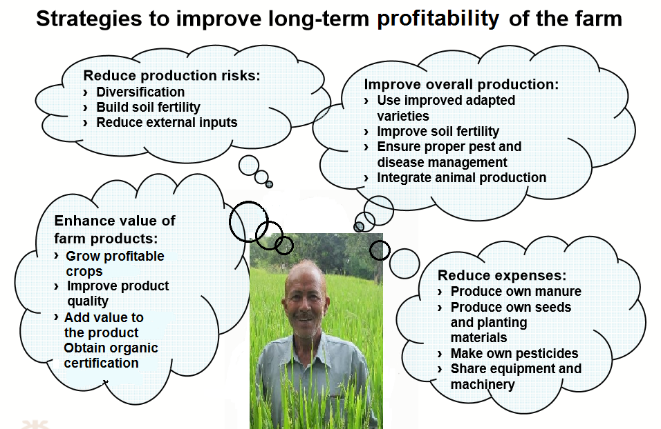 Strategies to improve long-term profitability of the farm
Reduce production risks:
› Diversification
› Build soil fertility
› Reduce external inputs
Improve overall production:
› Use improved adapted
varieties
› Improve soil fertility
› Ensure proper pest and
disease management
› Integrate animal production
Enhance value of
farm products:
› Grow profitable
crops
› Improve product
quality
› Add value to
the product
Obtain organic
certification
Reduce expenses:
› Produce own manure
› Produce own seeds
and planting
materials
› Make own pesticides
› Share equipment and
machinery